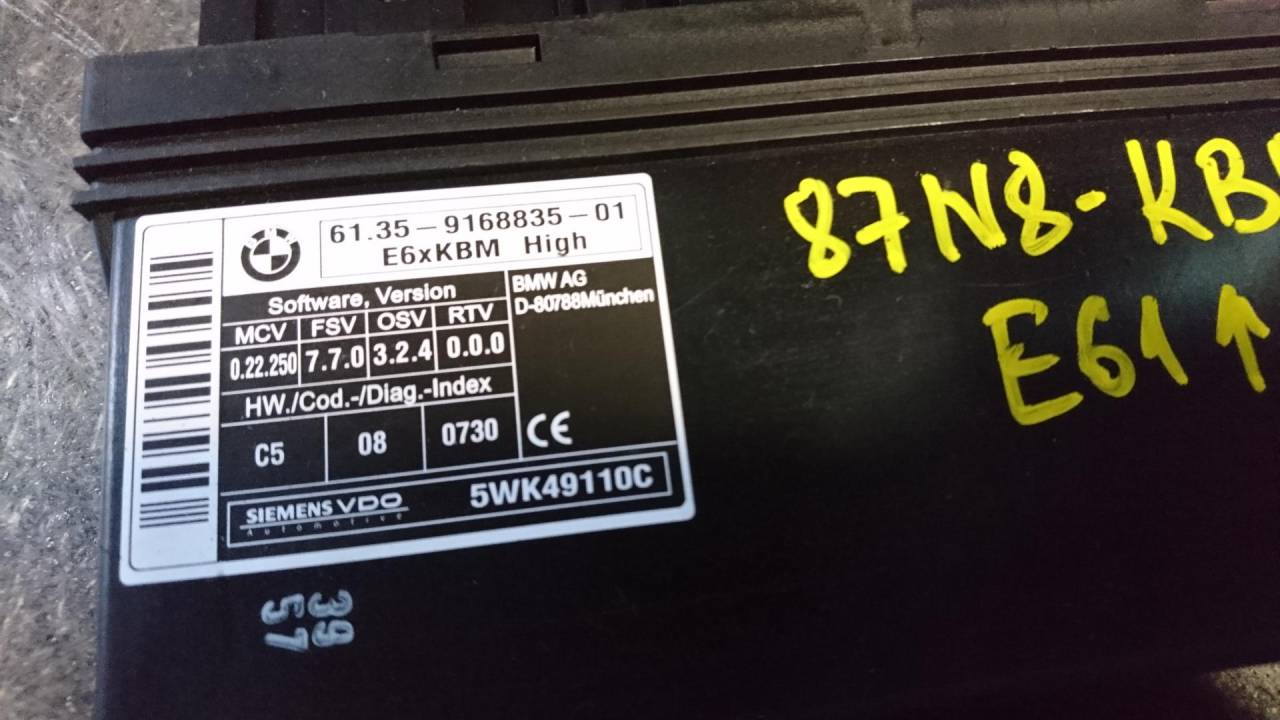 61.35-9168835-01
E6xKBM High
Software, Version
MCV FSV OSV RTV
0.22.250 7.7.0 3.2.4 0.0.0
BMW AG
D-80788München
HW./Cod.-/Diag.-Index
C5 08 0730
CE
SIEMENS VDO
Automotive
5WK49110C
87N8-KB
E61 ↑
39
57